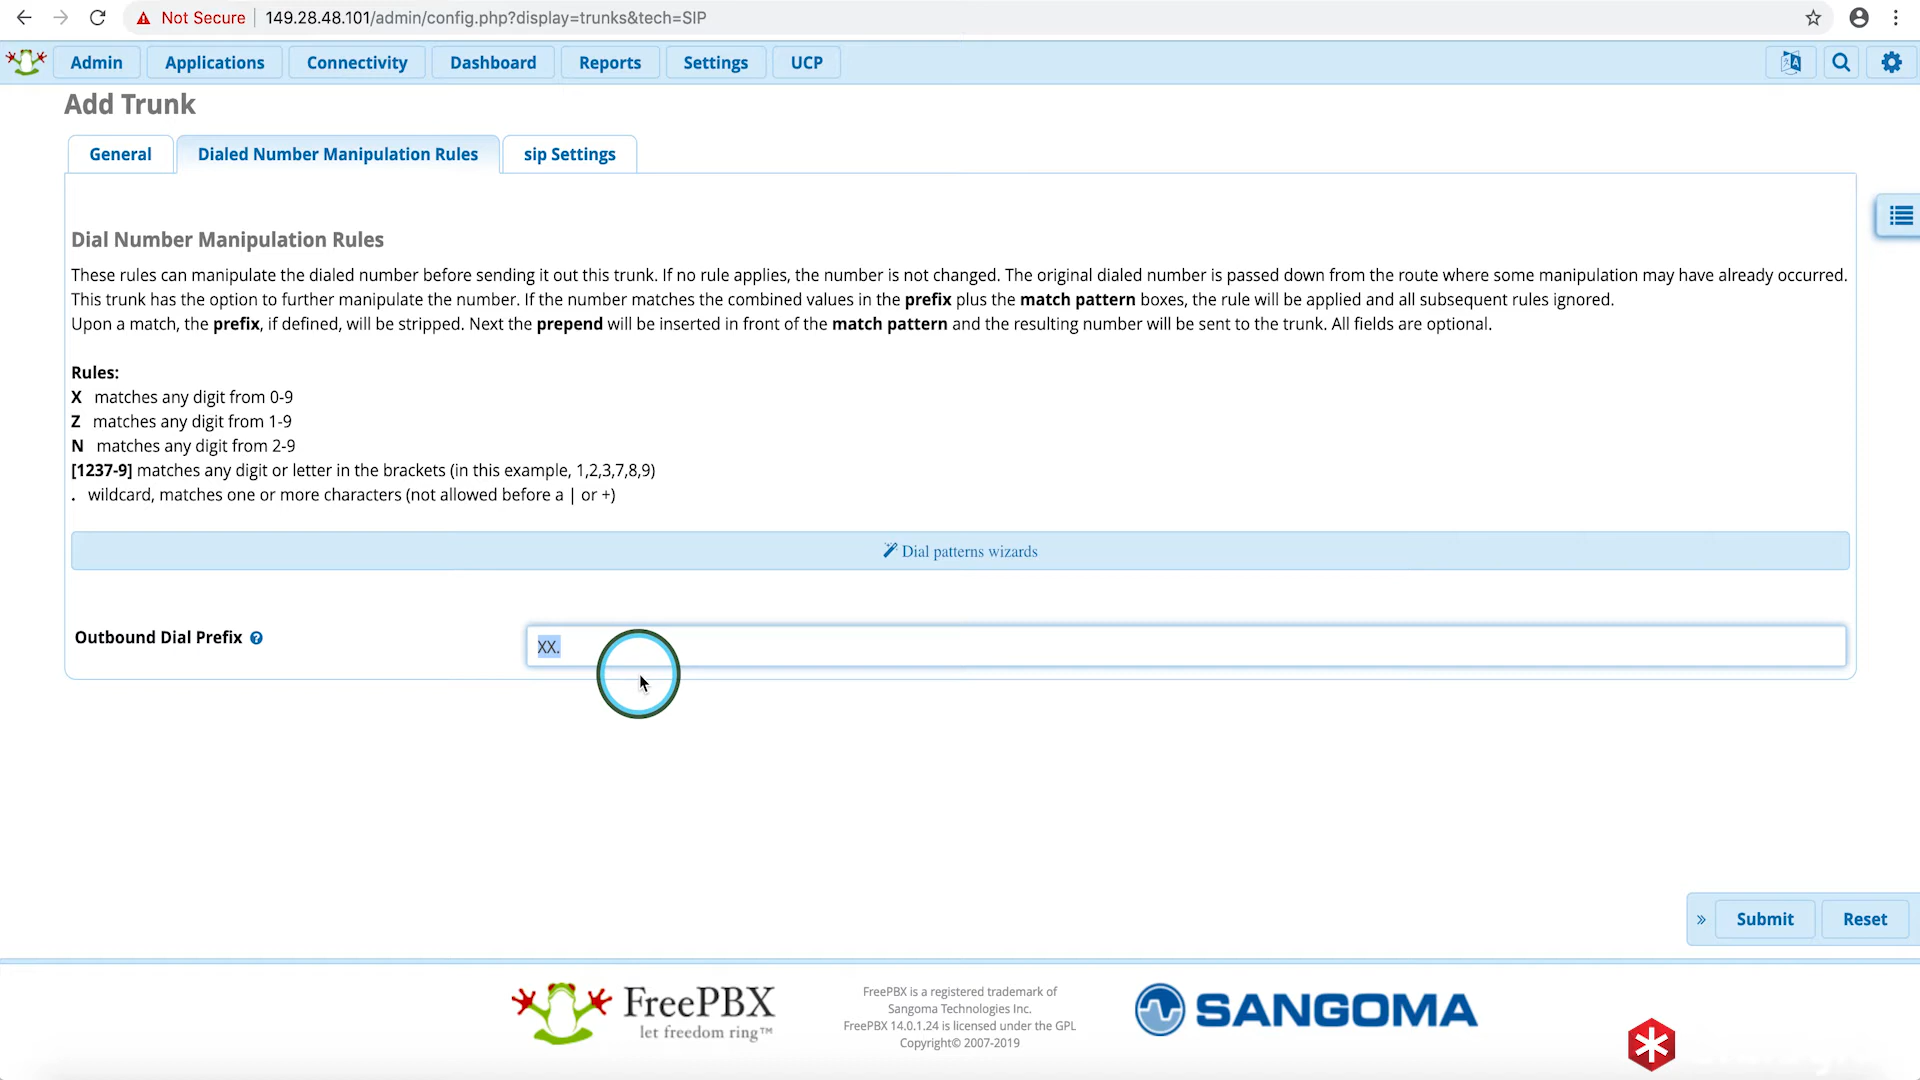 Not Secure
149.28.48.101/admin/config.php?display=trunks&tech=SIP
Admin
Applications
Connectivity
Dashboard
Reports
Settings
UCP
Add Trunk
General
Dialed Number Manipulation Rules
sip Settings
Dial Number Manipulation Rules
These rules can manipulate the dialed number before sending it out this trunk. If no rule applies, the number is not changed. The original dialed number is passed down from the route where some manipulation may have already occurred.
This trunk has the option to further manipulate the number. If the number matches the combined values in the prefix plus the match pattern boxes, the rule will be applied and all subsequent rules ignored.
Upon a match, the prefix, if defined, will be stripped. Next the prepend will be inserted in front of the match pattern and the resulting number will be sent to the trunk. All fields are optional.
Rules:
X matches any digit from 0-9
Z matches any digit from 1-9
N matches any digit from 2-9
[1237-9] matches any digit or letter in the brackets (in this example, 1,2,3,7,8,9)
. wildcard, matches one or more characters (not allowed before a | or +)
Dial patterns wizards
Outbound Dial Prefix
XX.
» Submit Reset
FreePBX
let freedom ring™
FreePBX is a registered trademark of
Sangoma Technologies Inc.
FreePBX 14.0.1.24 is licensed under the GPL
Copyright© 2007-2019
SANGOMA